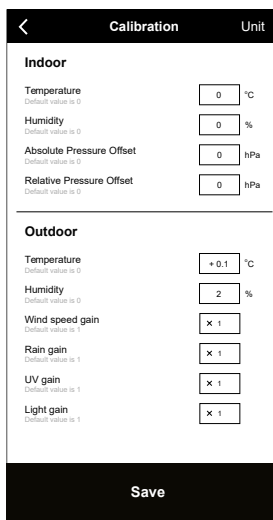 Calibration Unit
Indoor
Temperature 0 °C
Default value is 0
Humidity 0 %
Default value is 0
Absolute Pressure Offset 0 hPa
Default value is 0
Relative Pressure Offset 0 hPa
Default value is 0
Outdoor
Temperature + 0.1 °C
Default value is 0
Humidity 2 %
Default value is 0
Wind speed gain × 1
Default value is 1
Rain gain × 1
Default value is 1
UV gain × 1
Default value is 1
Light gain × 1
Default value is 1
Save